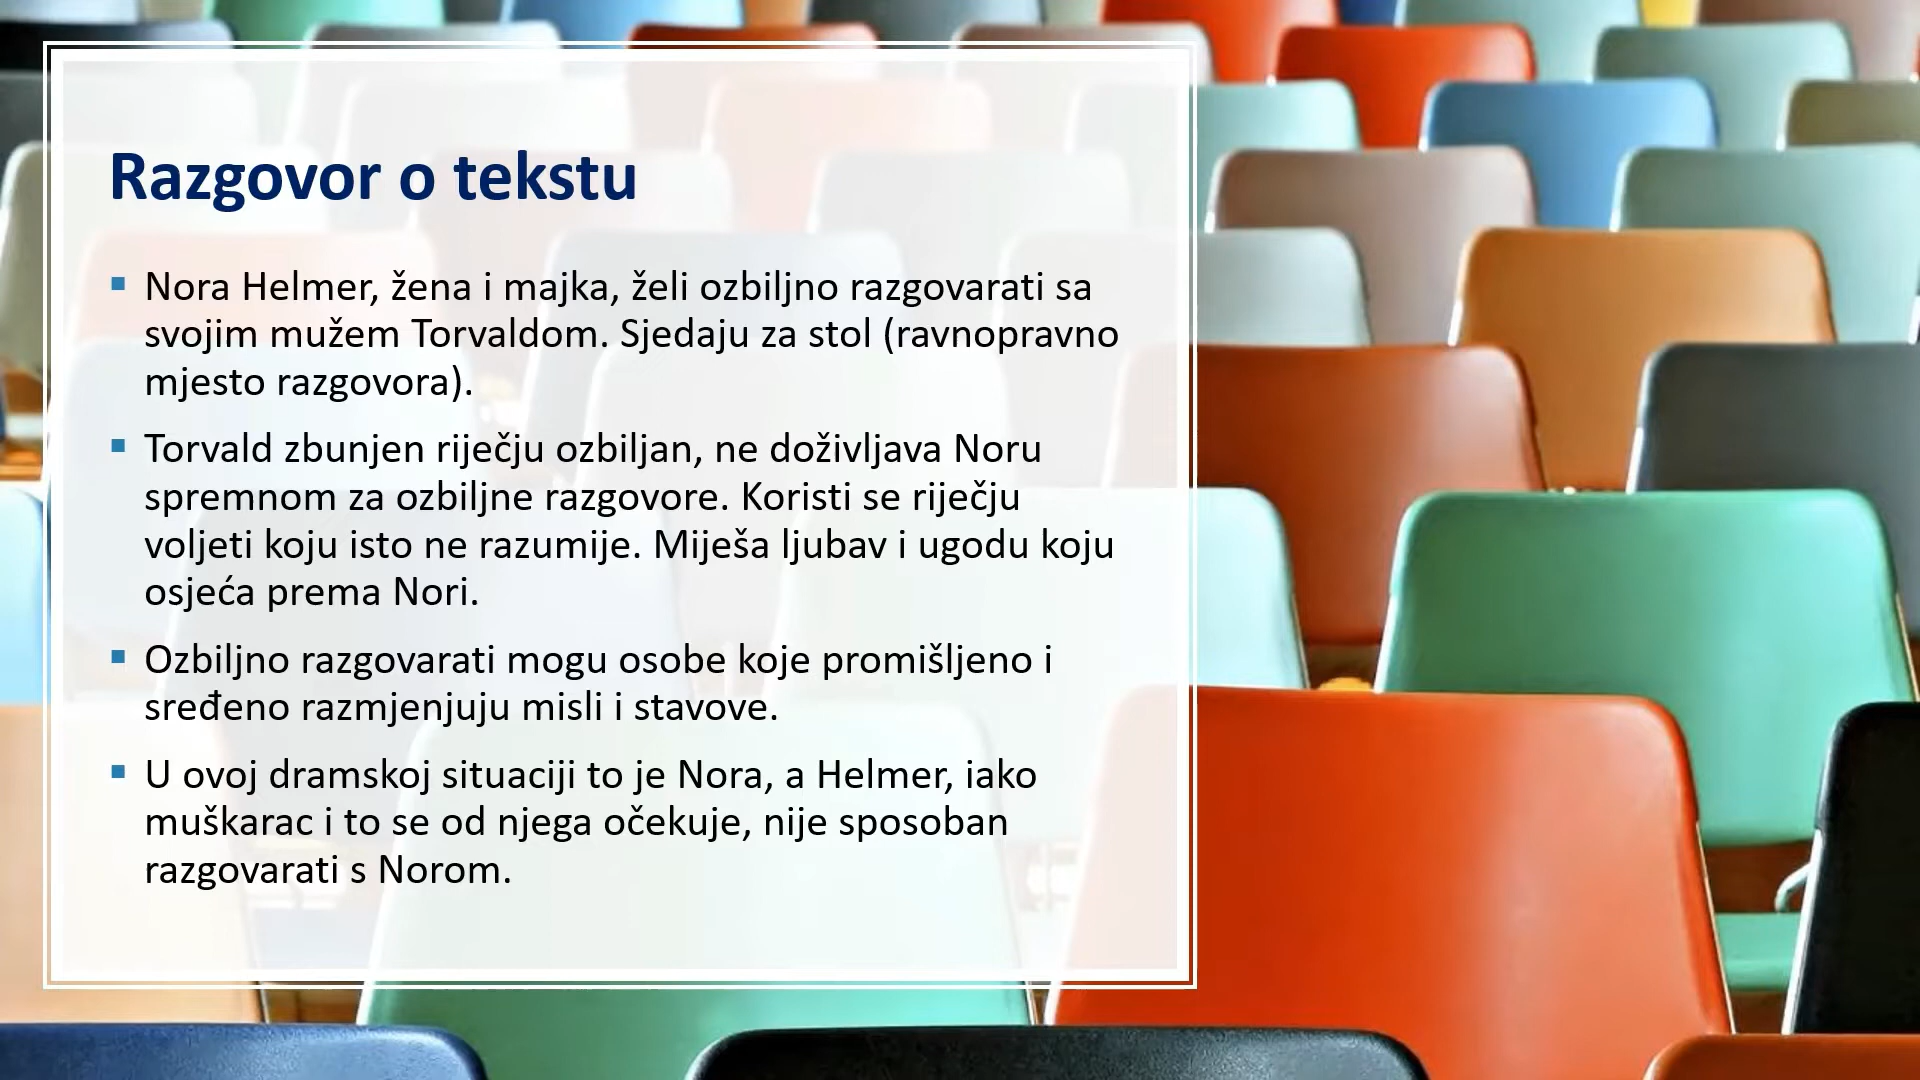 Razgovor o tekstu
▪ Nora Helmer, žena i majka, želi ozbiljno razgovarati sa
svojim mužem Torvaldom. Sjedaju za stol (ravnopravno
mjesto razgovora).
▪ Torvald zbunjen riječju ozbiljan, ne doživljava Noru
spremnom za ozbiljne razgovore. Koristi se riječju
voljeti koju isto ne razumije. Miješa ljubav i ugodu koju
osjeća prema Nori.
▪ Ozbiljno razgovarati mogu osobe koje promišljeno i
sređeno razmjenjuju misli i stavove.
▪ U ovoj dramskoj situaciji to je Nora, a Helmer, iako
muškarac i to se od njega očekuje, nije sposoban
razgovarati s Norom.